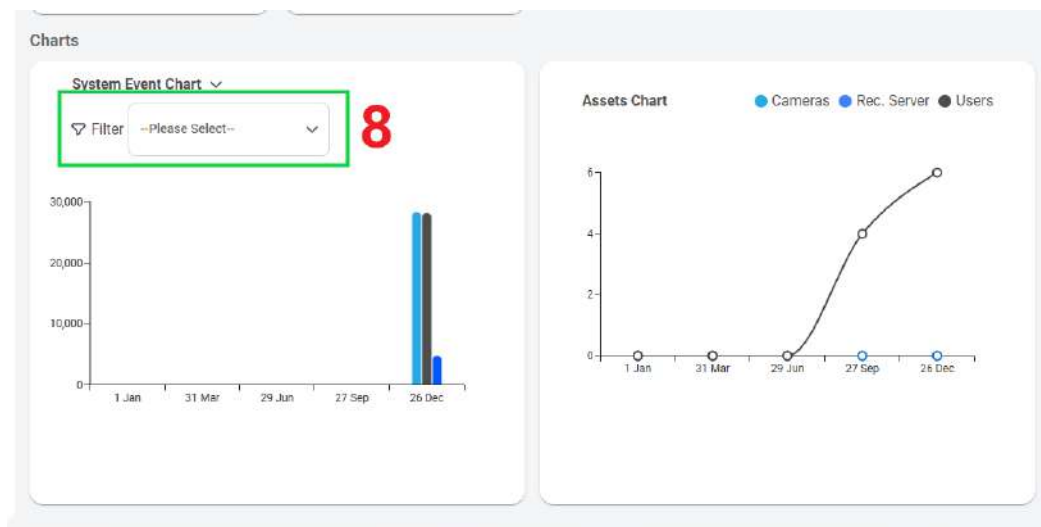 Charts
System Event Chart
Filter --Please Select--
8
30,000
20,000
10,000
0
1 Jan 31 Mar 29 Jun 27 Sep 26 Dec
Assets Chart Cameras Rec. Server Users
6
4
2
0
1 Jan 31 Mar 29 Jun 27 Sep 26 Dec